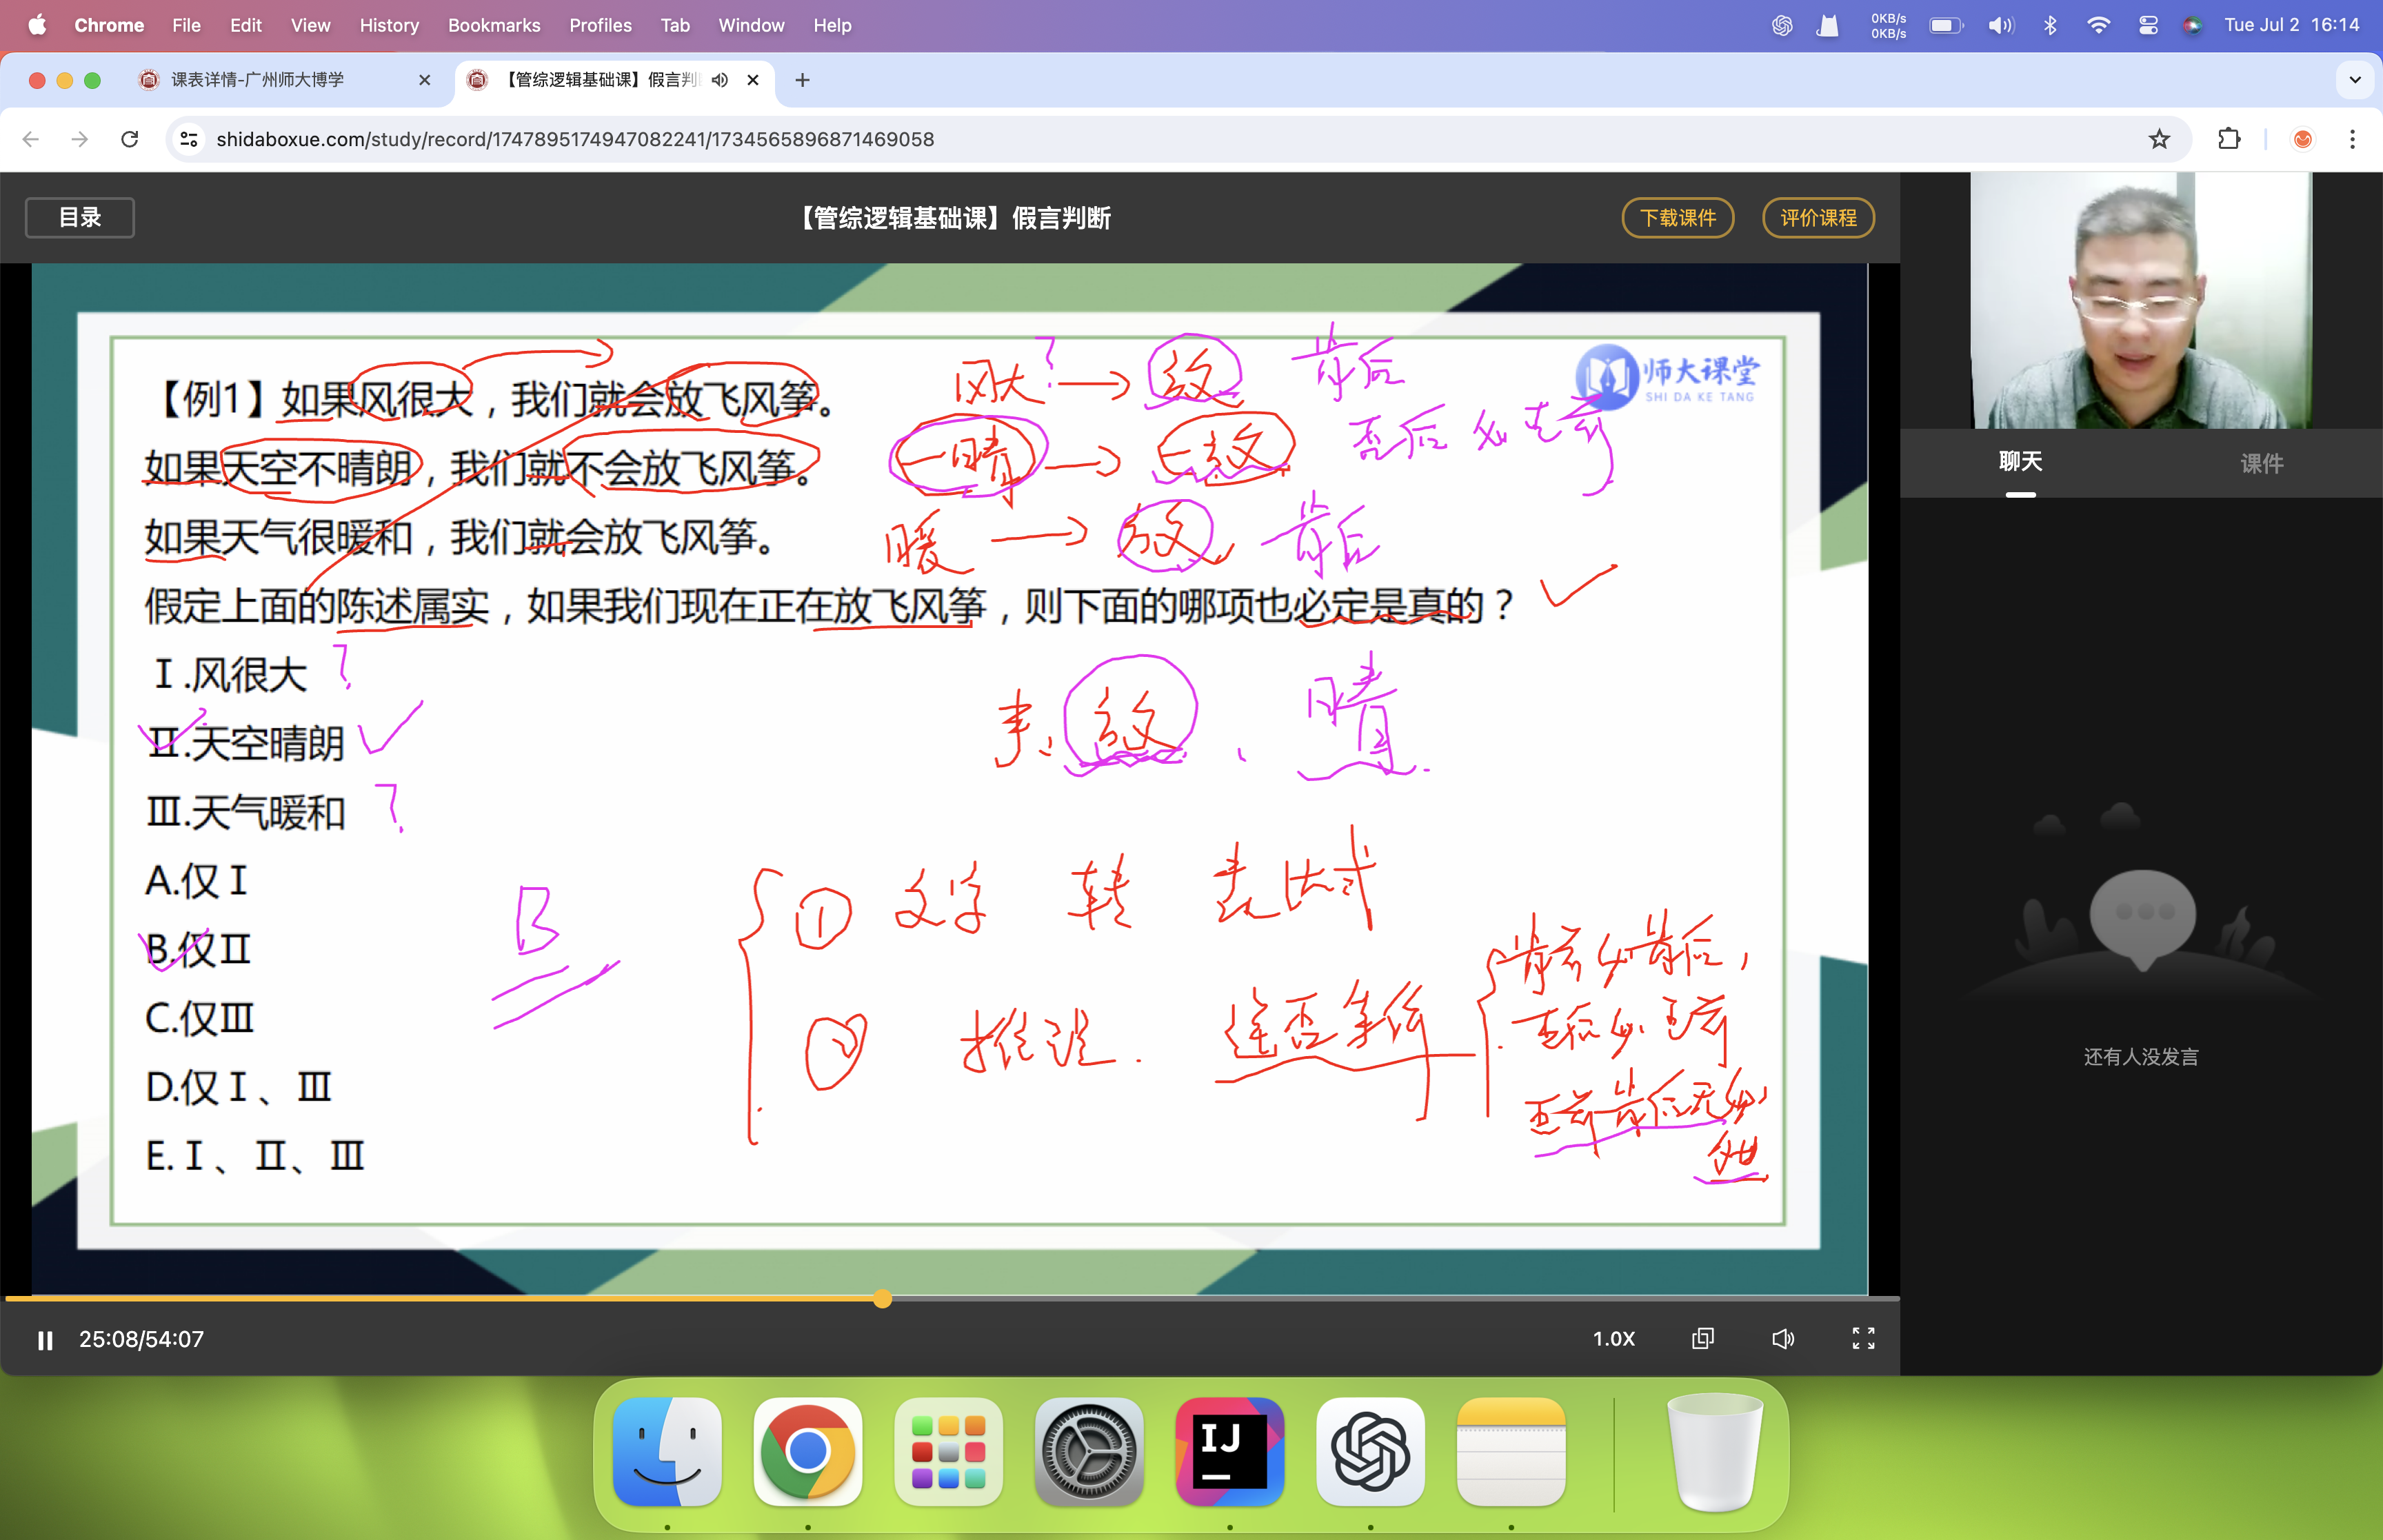 Chrome File Edit View History Bookmarks Profiles Tab Window Help
0KB/s
0KB/s
Tue Jul 2 16:14
课表详情-广州师大博学
【管综逻辑基础课】假言判
shidaboxue.com/study/record/1747895174947082241/1734565896871469058
目录
【管综逻辑基础课】假言判断
下载课件
评价课程
师大课堂
SHI DA KE TANG
【例1】如果风很大，我们就会放飞风筝。
如果天空不晴朗，我们就不会放飞风筝。
如果天气很暖和，我们就会放飞风筝。
假定上面的陈述属实，如果我们现在正在放飞风筝，则下面的哪项也必定是真的？
Ⅰ.风很大 ?
Ⅱ.天空晴朗
Ⅲ.天气暖和 ?
A.仅Ⅰ
B.仅Ⅱ
C.仅Ⅲ
D.仅Ⅰ、Ⅲ
E.Ⅰ、Ⅱ、Ⅲ
风大 ? → 放 肯后
一晴 → 一放 否后必否前
暖 → 放 肯后
事、放、晴
B
① 文字 转 表达式
② 推理. 逆否等价
肯前必肯后，
否后必否前
否前肯后无必
聊天
课件
还有人没发言
25:08/54:07
1.0X
IJ